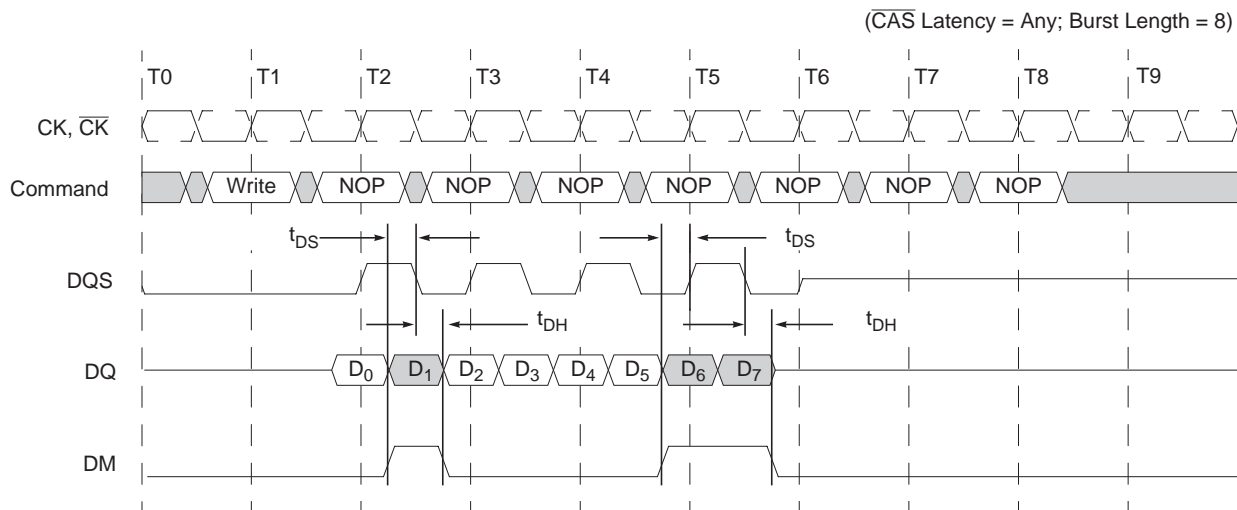 (C̅A̅S̅ Latency = Any; Burst Length = 8)
T0 T1 T2 T3 T4 T5 T6 T7 T8 T9
CK, C̅K̅
Command Write NOP NOP NOP NOP NOP NOP NOP
tDS tDS
DQS
tDH tDH
DQ D0 D1 D2 D3 D4 D5 D6 D7
DM